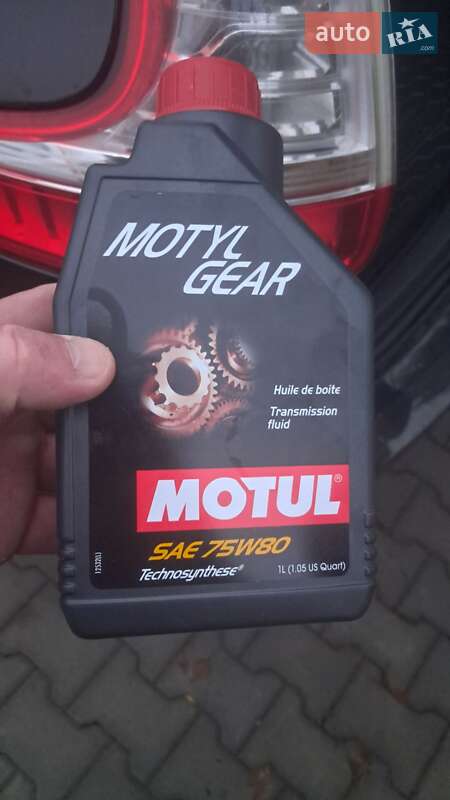 auto RIA
.com
MOTYL
GEAR
Huile de boite
Transmission
fluid
MOTUL®
SAE 75W80
Technosynthese®
1L (1.05 US Quart)